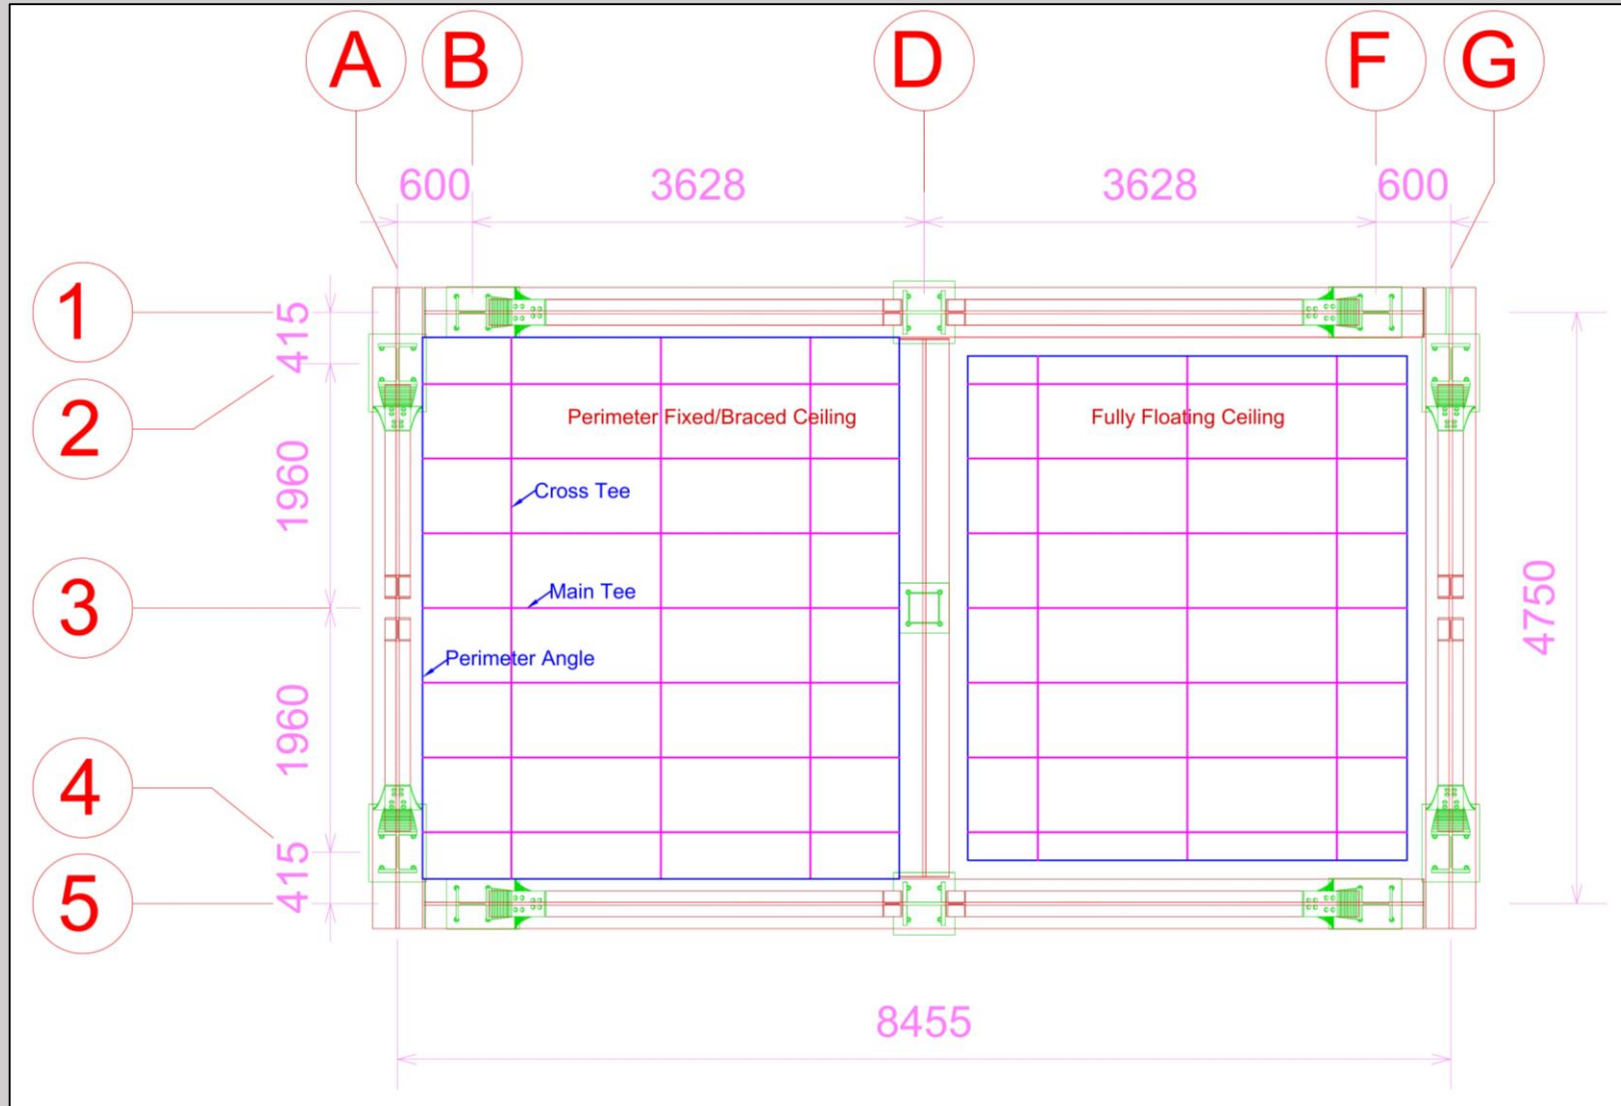 A
B
D
F
G
600
3628
3628
600
1
415
2
Perimeter Fixed/Braced Ceiling
Fully Floating Ceiling
1960
Cross Tee
3
Main Tee
4750
Perimeter Angle
1960
4
415
5
8455